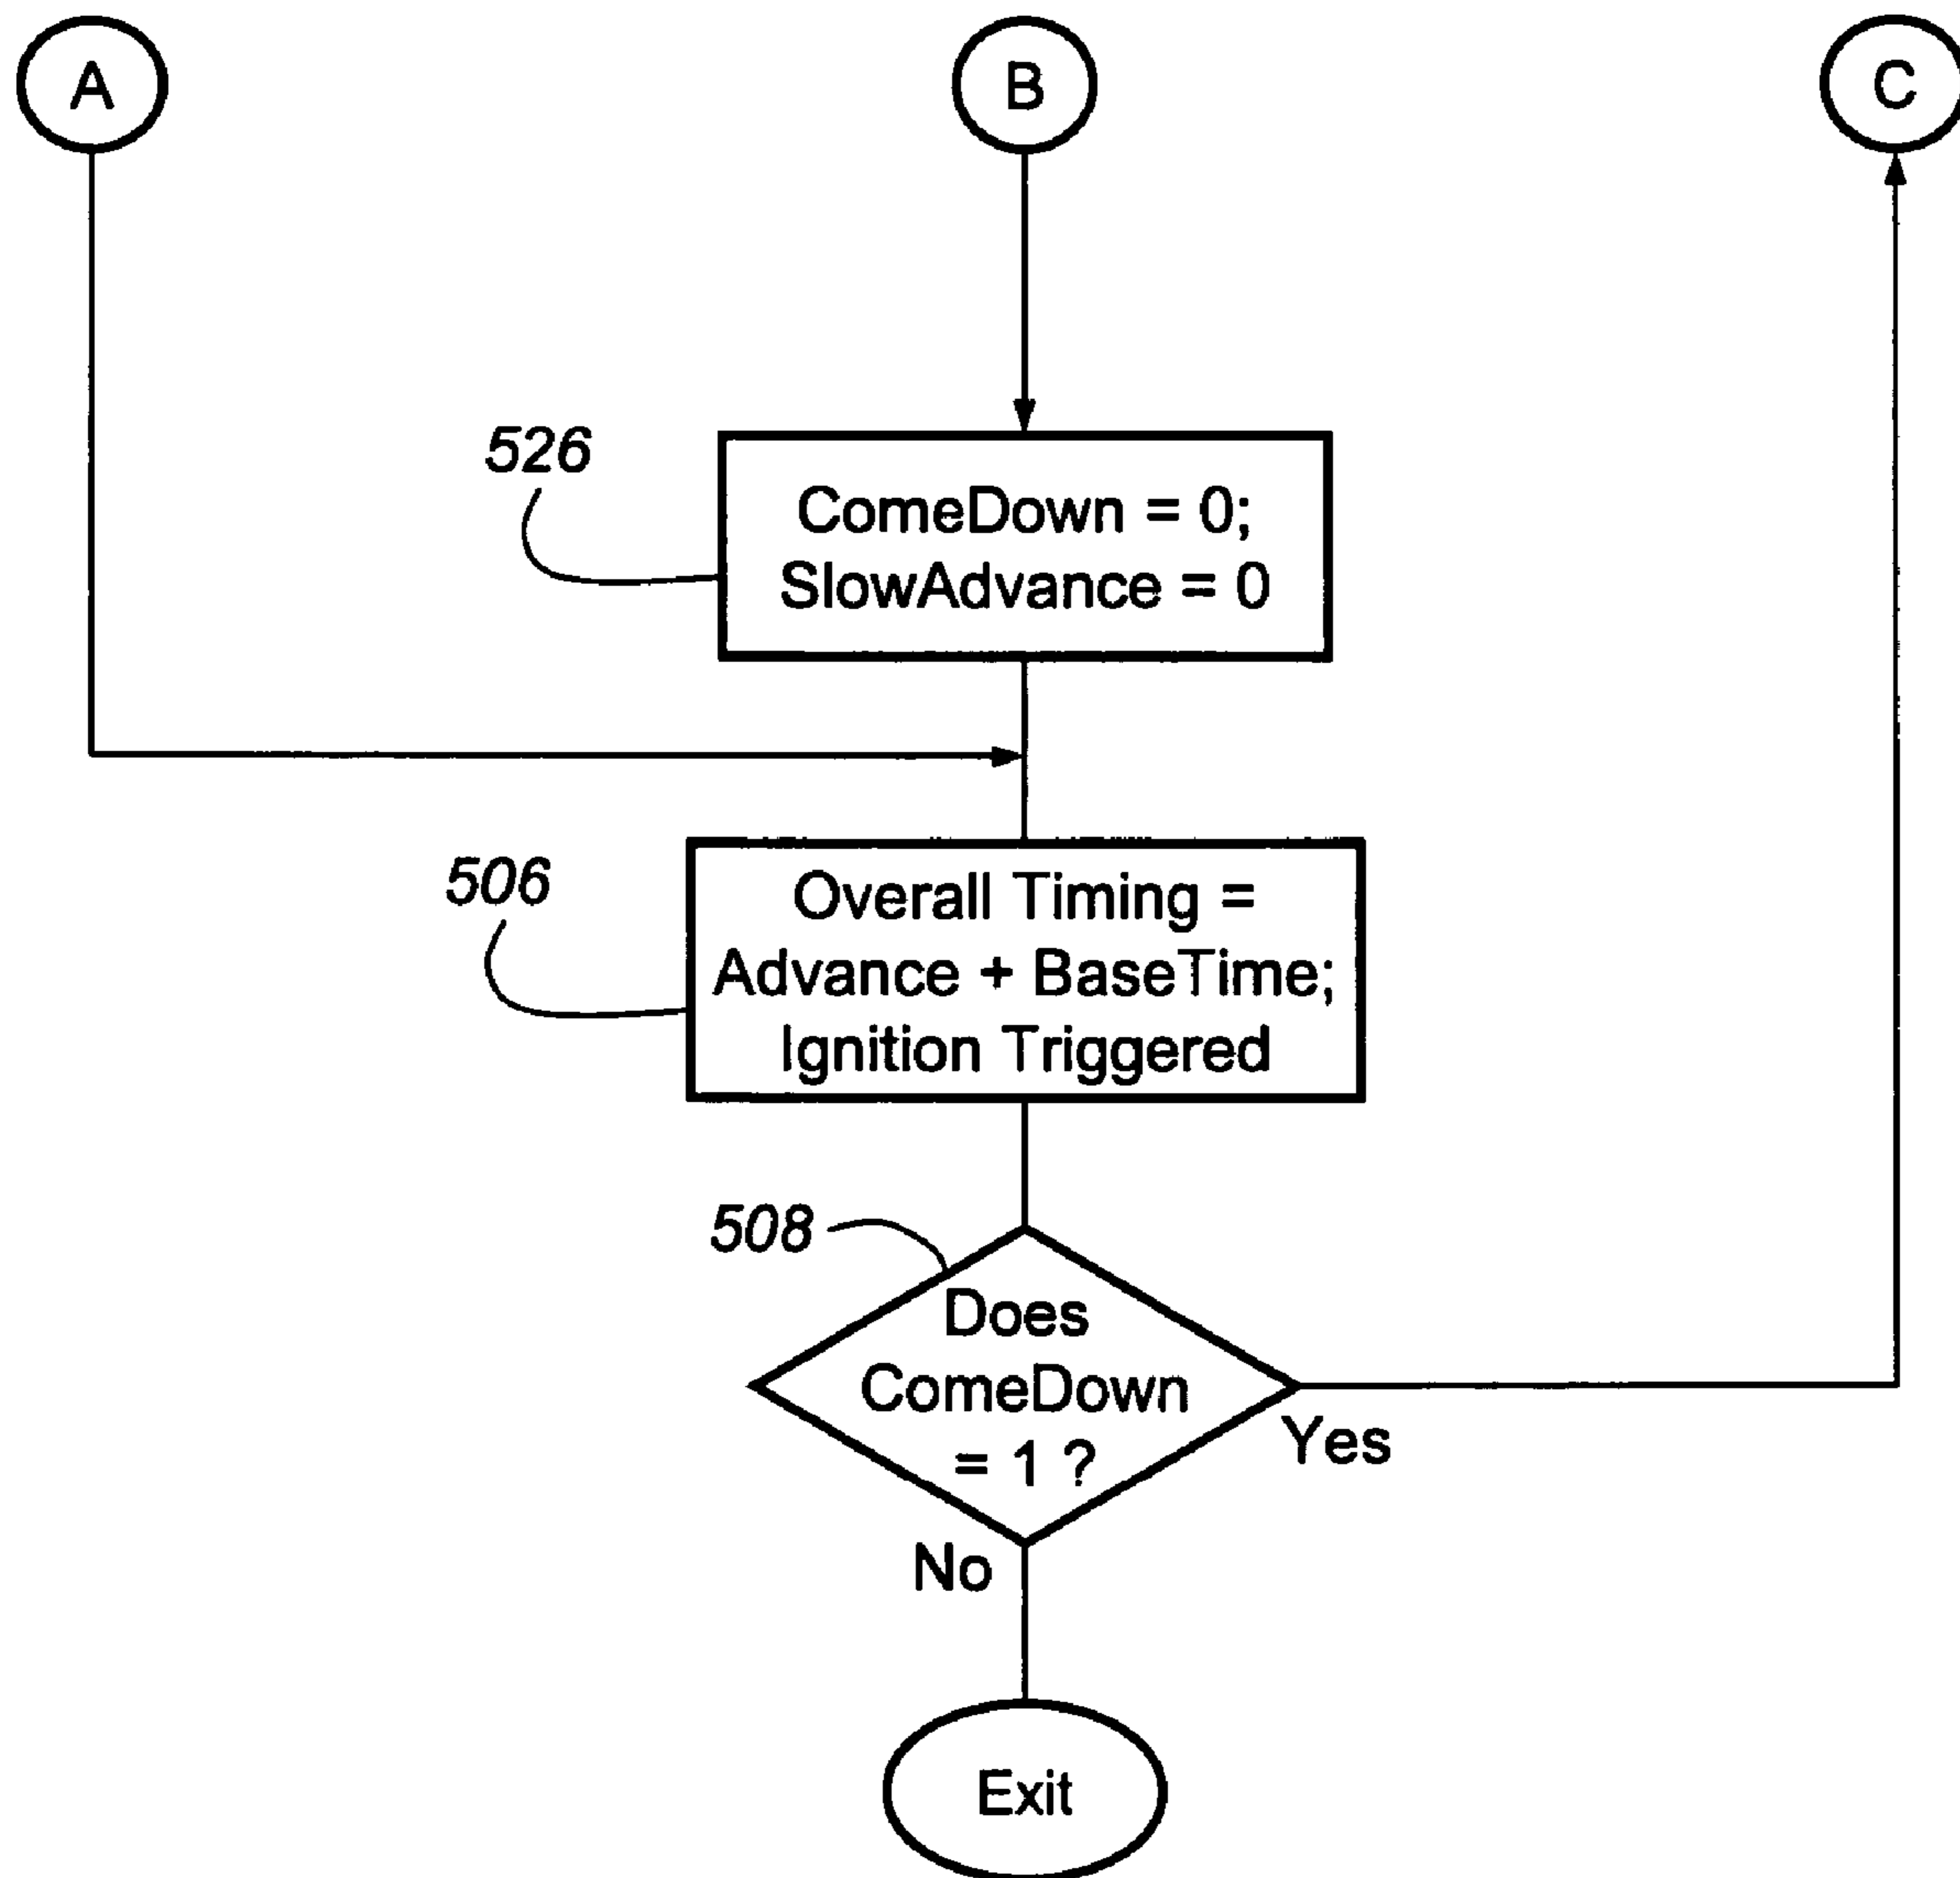 A
B
C
526
ComeDown = 0;
SlowAdvance = 0
506
Overall Timing =
Advance + BaseTime;
Ignition Triggered
508
Does
ComeDown
= 1 ?
Yes
No
Exit